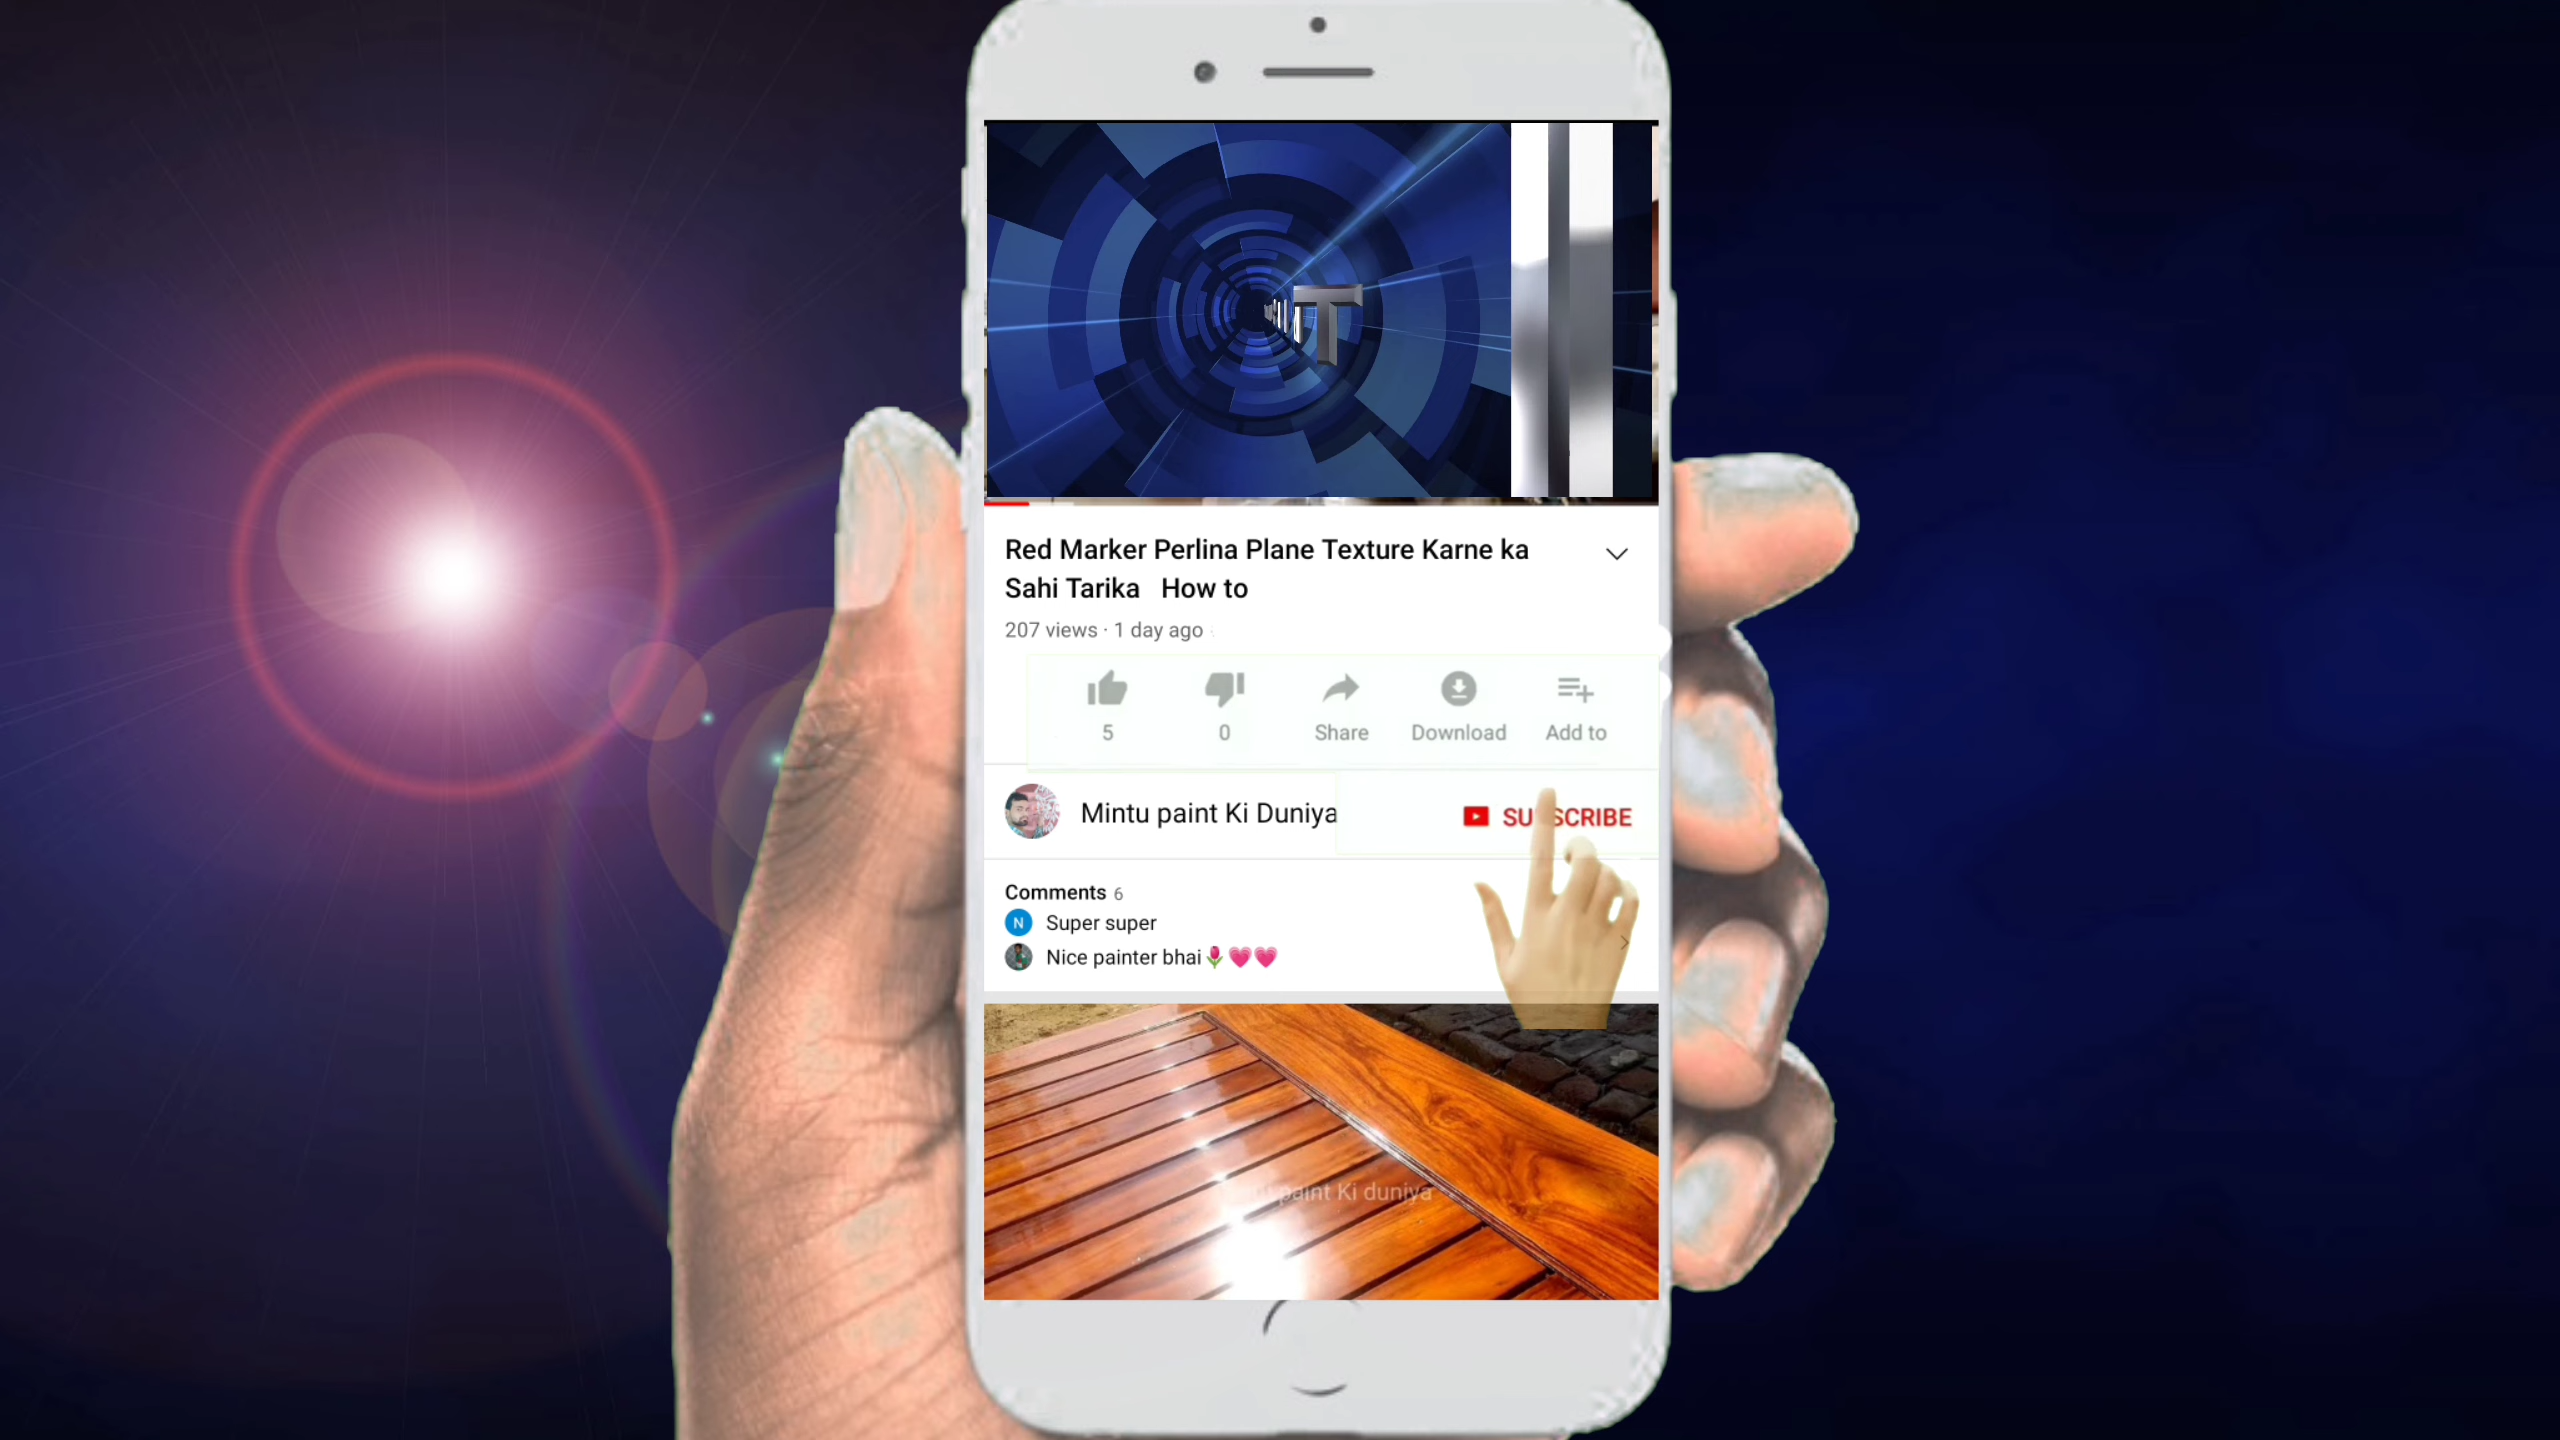 T
Red Marker Perlina Plane Texture Karne ka
Sahi Tarika How to
207 views · 1 day ago
5
0
Share
Download
Add to
Mintu paint Ki Duniya
SUBSCRIBE
Comments 6
N
Super super
Nice painter bhai🌷💗💗
paint Ki duniya